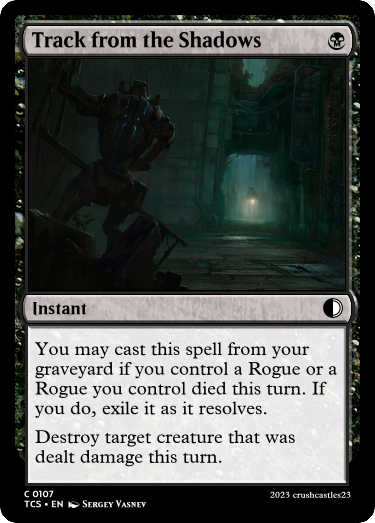 Track from the Shadows
Instant
You may cast this spell from your
graveyard if you control a Rogue or a
Rogue you control died this turn. If
you do, exile it as it resolves.
Destroy target creature that was
dealt damage this turn.
C 0107
TCS • EN Sergey Vasnev
2023 crushcastles23